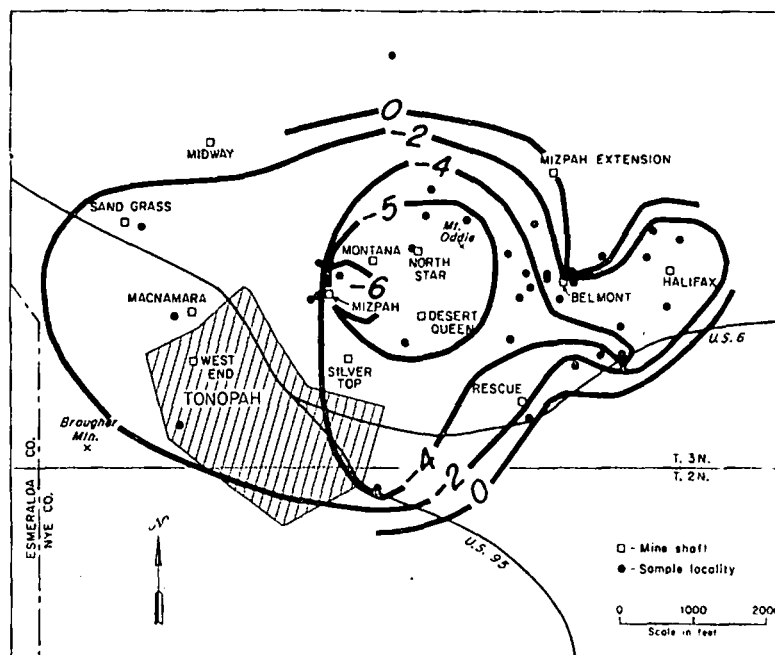 0
-2
MIDWAY
-4
MIZPAH EXTENSION
SAND GRASS
-5
Mt.
Oddie
MONTANA
NORTH
STAR
-6
MIZPAH
BELMONT
HALIFAX
MACNAMARA
DESERT
QUEEN
U.S. 6
WEST
END
SILVER
TOP
TONOPAH
RESCUE
Brougher
Mtn.
-4
-2
0
T. 3N.
T. 2N.
ESMERALDA CO.
NYE CO.
N
U.S. 95
- Mine shaft
- Sample locality
0 1000 2000
Scale in feet